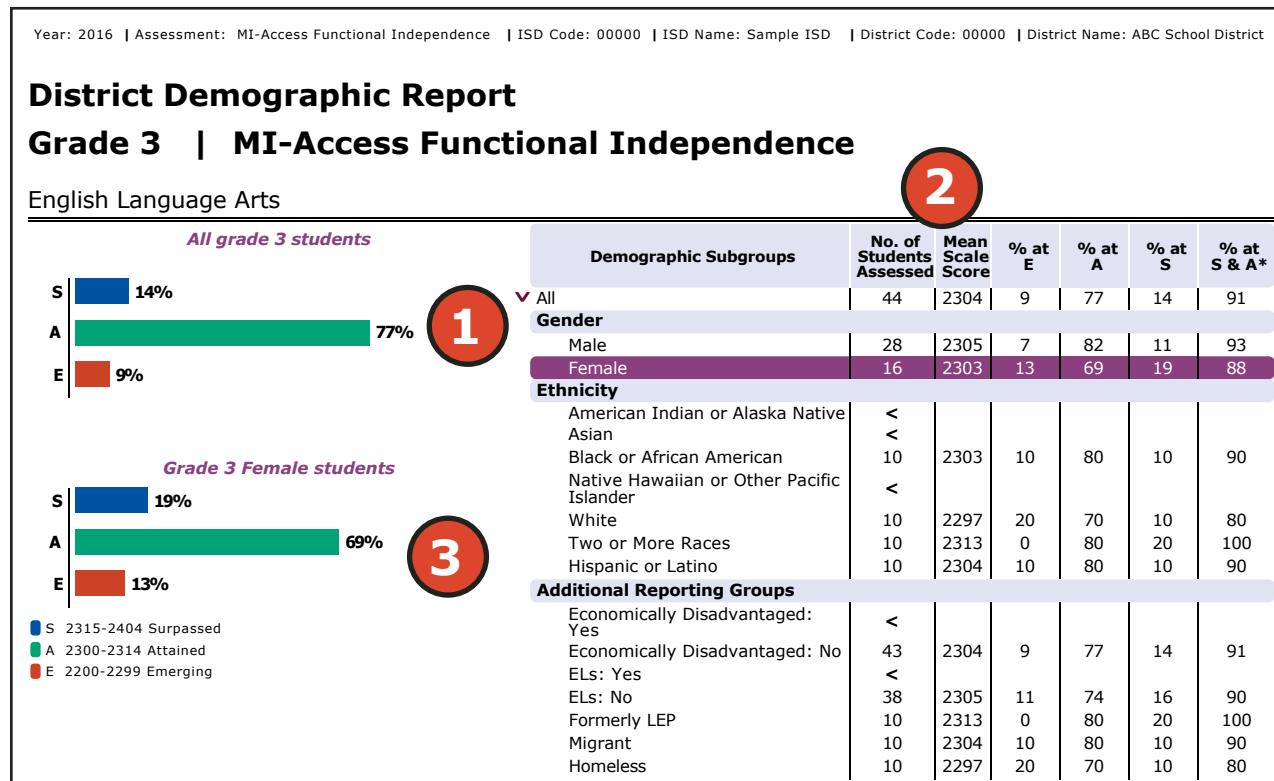 Year: 2016 | Assessment: MI-Access Functional Independence | ISD Code: 00000 | ISD Name: Sample ISD | District Code: 00000 | District Name: ABC School District
District Demographic Report
Grade 3 | MI-Access Functional Independence
2
English Language Arts
All grade 3 students
S 14%
A 77%
E 9%
1
Grade 3 Female students
S 19%
A 69%
E 13%
3
S 2315-2404 Surpassed
A 2300-2314 Attained
E 2200-2299 Emerging
Demographic Subgroups No. of Students Assessed Mean Scale Score % at E % at A % at S % at S & A*
All 44 2304 9 77 14 91
Gender
Male 28 2305 7 82 11 93
Female 16 2303 13 69 19 88
Ethnicity
American Indian or Alaska Native <
Asian <
Black or African American 10 2303 10 80 10 90
Native Hawaiian or Other Pacific
Islander <
White 10 2297 20 70 10 80
Two or More Races 10 2313 0 80 20 100
Hispanic or Latino 10 2304 10 80 10 90
Additional Reporting Groups
Economically Disadvantaged:
Yes <
Economically Disadvantaged: No 43 2304 9 77 14 91
ELs: Yes <
ELs: No 38 2305 11 74 16 90
Formerly LEP 10 2313 0 80 20 100
Migrant 10 2304 10 80 10 90
Homeless 10 2297 20 70 10 80